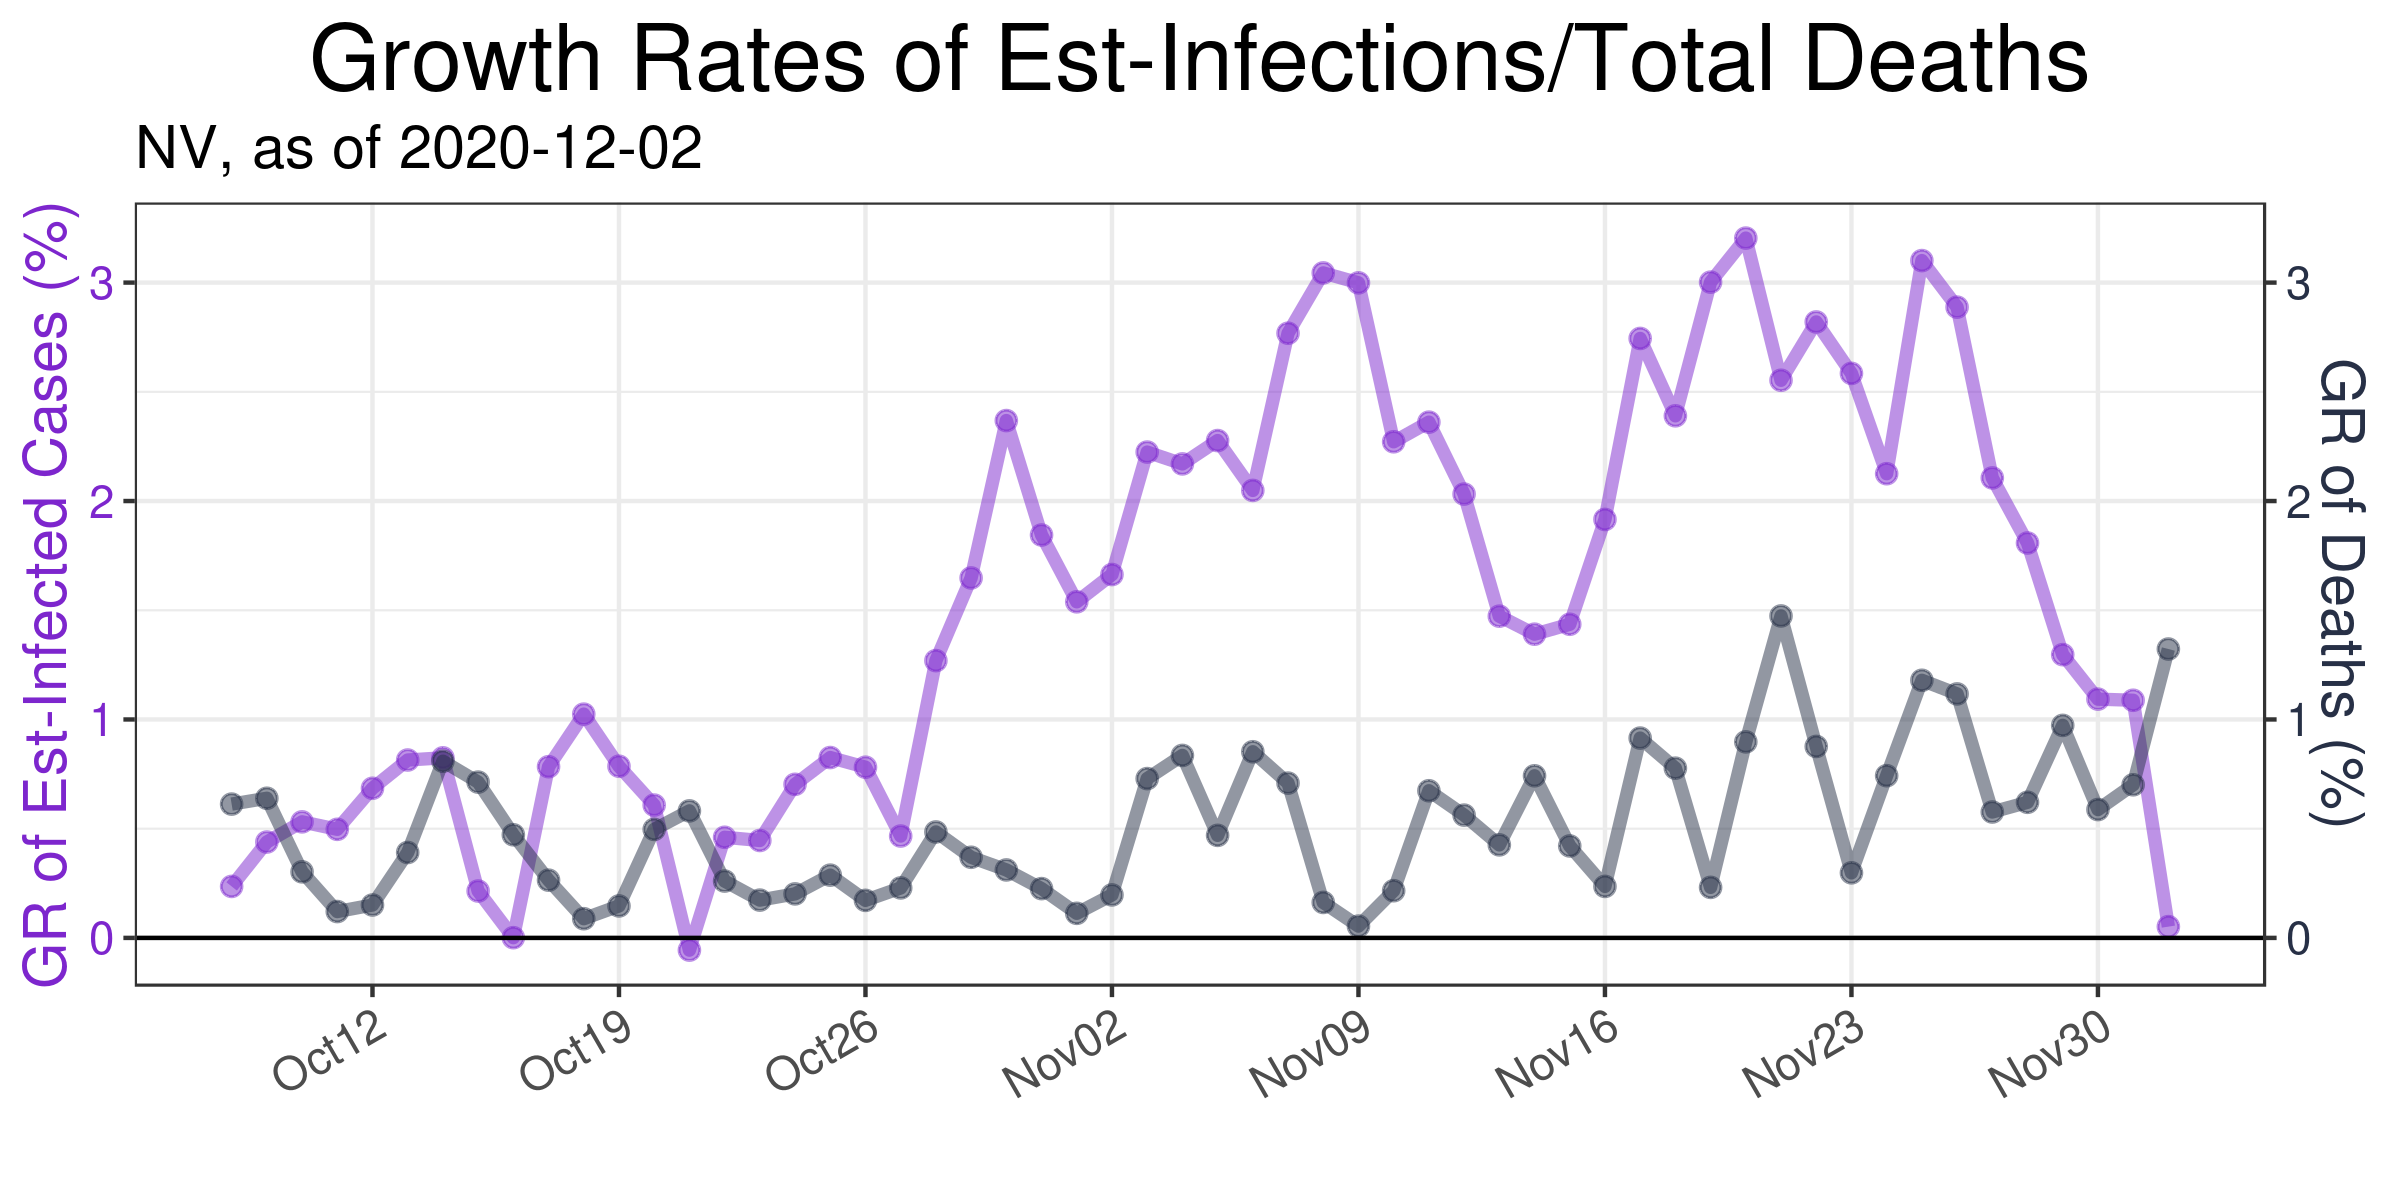 Growth Rates of Est-Infections/Total Deaths
NV, as of 2020-12-02
GR of Est-Infected Cases (%)
3
2
1
0
3
2
1
0
GR of Deaths (%)
Oct12
Oct19
Oct26
Nov02
Nov09
Nov16
Nov23
Nov30